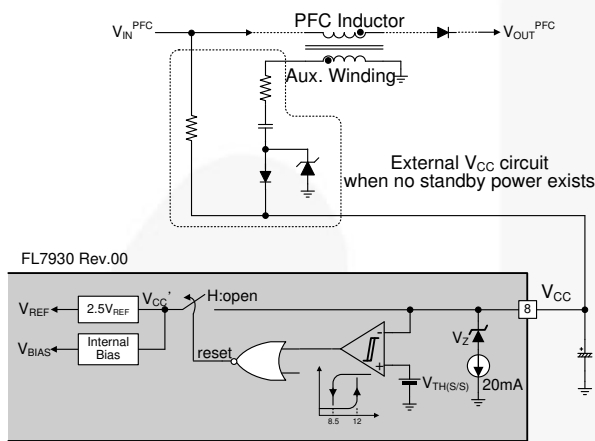 PFC Inductor
V_IN^PFC
V_OUT^PFC
Aux. Winding
External V_CC circuit
when no standby power exists
FL7930 Rev.00
V_REF
2.5V_REF
V_CC'
H:open
8
V_CC
V_BIAS
Internal
Bias
reset
V_Z
-
+
V_TH(S/S)
20mA
8.5
12
+